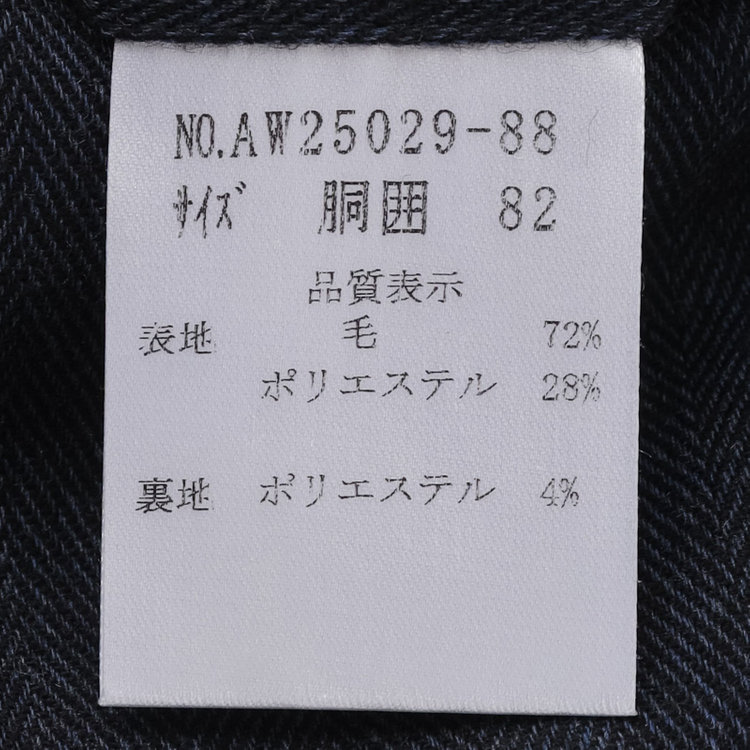 NO.AW25029-88
サイズ 胴囲 82
品質表示
表地 毛 72%
ポリエステル 28%
裏地 ポリエステル 4%